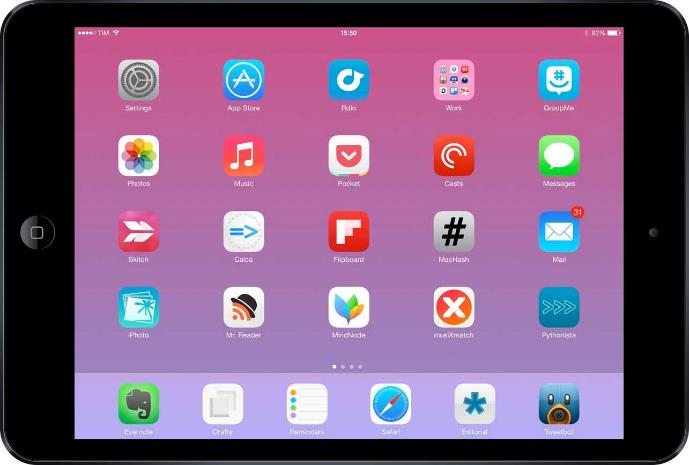 TIM 15:50 82%
Settings App Store Rdio Work GroupMe
Photos Music Pocket Casts Messages
31
Skitch Calca Flipboard MacHash Mail
iPhoto Mr. Reader MindNode musiXmatch Pythonista
Evernote Drafts Reminders Safari Editorial Tweetbot